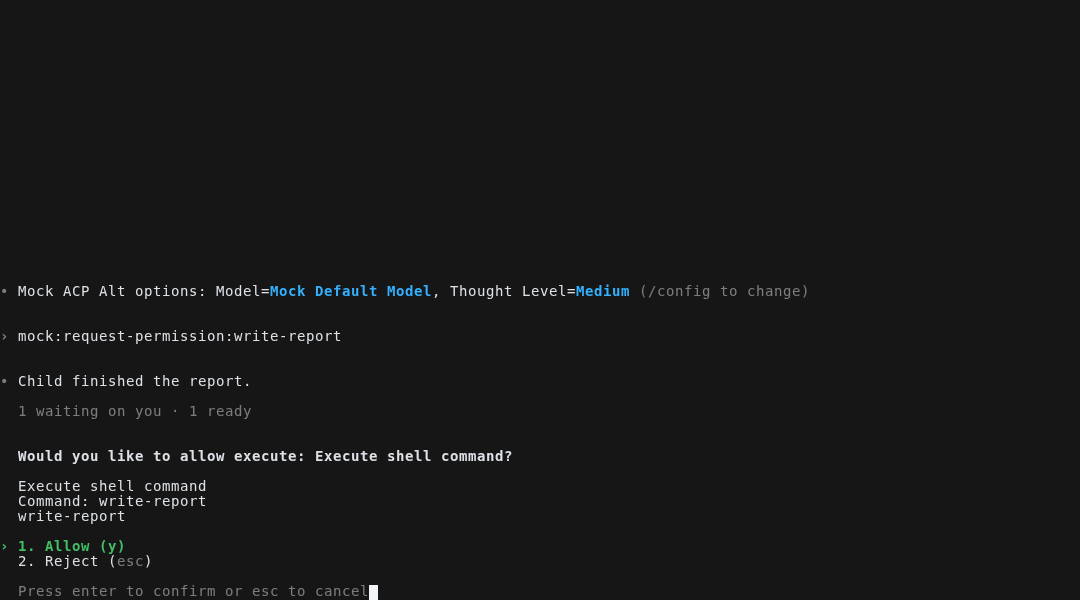 • Mock ACP Alt options: Model=Mock Default Model, Thought Level=Medium (/config to change)
› mock:request-permission:write-report
• Child finished the report.
1 waiting on you · 1 ready
Would you like to allow execute: Execute shell command?
Execute shell command
Command: write-report
write-report
› 1. Allow (y)
2. Reject (esc)
Press enter to confirm or esc to cancel